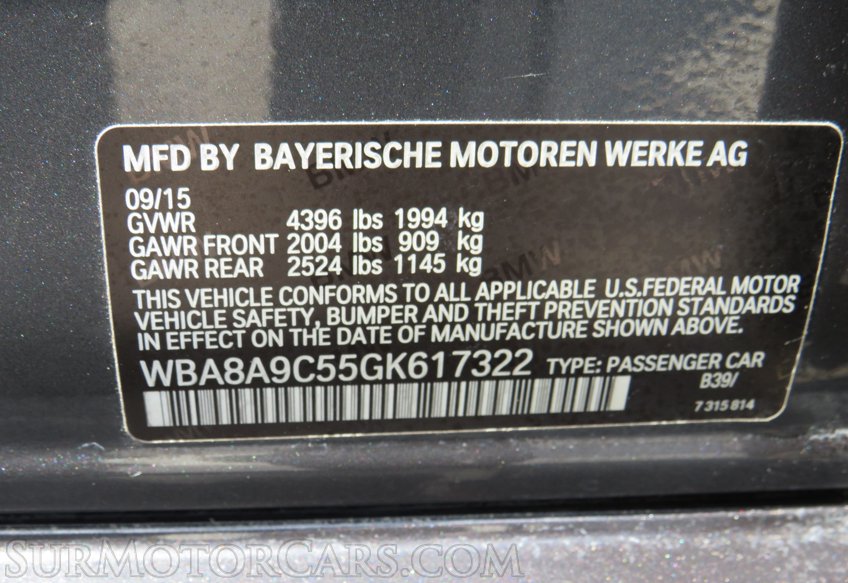 MFD BY BAYERISCHE MOTOREN WERKE AG
09/15
GVWR 4396 lbs 1994 kg
GAWR FRONT 2004 lbs 909 kg
GAWR REAR 2524 lbs 1145 kg
THIS VEHICLE CONFORMS TO ALL APPLICABLE U.S.FEDERAL MOTOR
VEHICLE SAFETY, BUMPER AND THEFT PREVENTION STANDARDS
IN EFFECT ON THE DATE OF MANUFACTURE SHOWN ABOVE.
WBA8A9C55GK617322 TYPE: PASSENGER CAR
B39/
7 315 814
SURMOTORCARS.COM